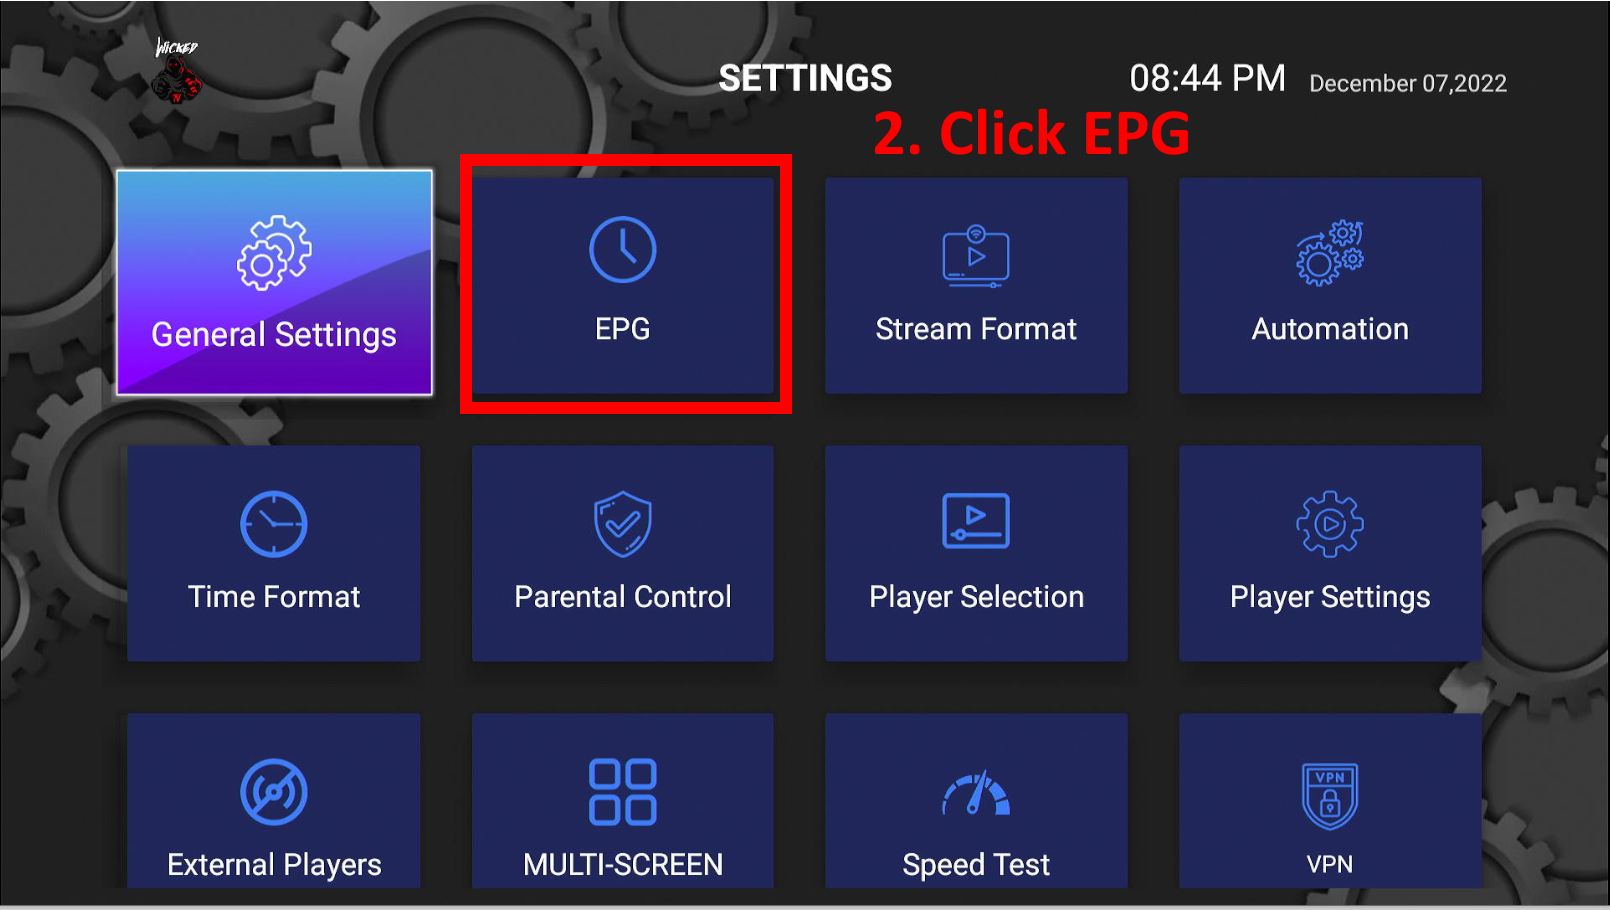 WICKED
TV
SETTINGS
08:44 PM
December 07,2022
2. Click EPG
General Settings
EPG
Stream Format
Automation
Time Format
Parental Control
Player Selection
Player Settings
External Players
MULTI-SCREEN
Speed Test
VPN
VPN